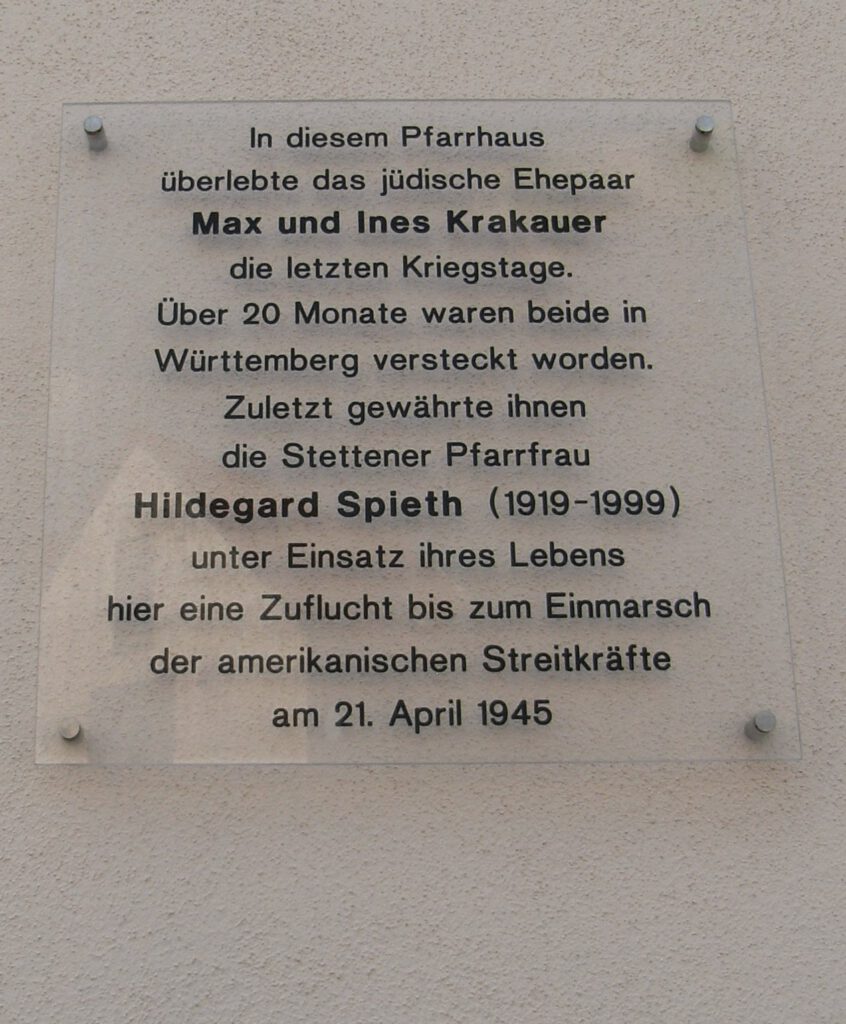 In diesem Pfarrhaus
überlebte das jüdische Ehepaar
Max und Ines Krakauer
die letzten Kriegstage.
Über 20 Monate waren beide in
Württemberg versteckt worden.
Zuletzt gewährte ihnen
die Stettener Pfarrfrau
Hildegard Spieth (1919-1999)
unter Einsatz ihres Lebens
hier eine Zuflucht bis zum Einmarsch
der amerikanischen Streitkräfte
am 21. April 1945